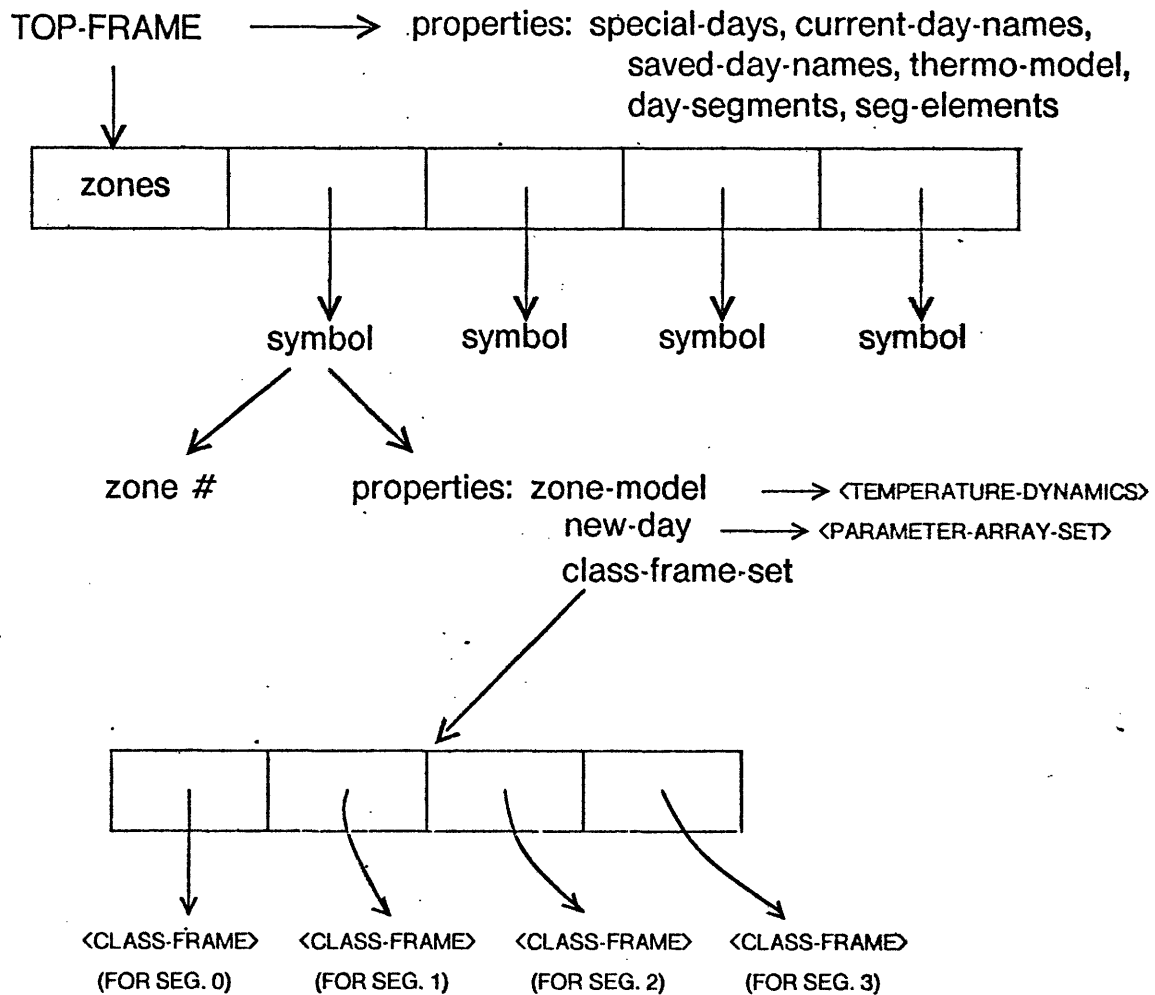 TOP-FRAME properties: special-days, current-day-names,
saved-day-names, thermo-model,
day-segments, seg-elements
zones
symbol symbol symbol symbol
zone # properties: zone-model <TEMPERATURE-DYNAMICS>
new-day <PARAMETER-ARRAY-SET>
class-frame-set
<CLASS-FRAME> <CLASS-FRAME> <CLASS-FRAME> <CLASS-FRAME>
(FOR SEG. 0) (FOR SEG. 1) (FOR SEG. 2) (FOR SEG. 3)